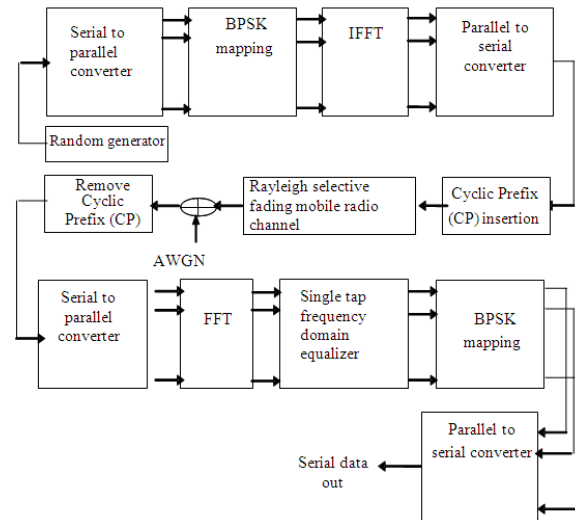 Serial to
parallel
converter
BPSK
mapping
IFFT
Parallel to
serial
converter
Random generator
Remove
Cyclic
Prefix (CP)
Rayleigh selective
fading mobile radio
channel
Cyclic Prefix
(CP) insertion
AWGN
Serial to
parallel
converter
FFT
Single tap
frequency
domain
equalizer
BPSK
mapping
Parallel to
serial converter
Serial data
out